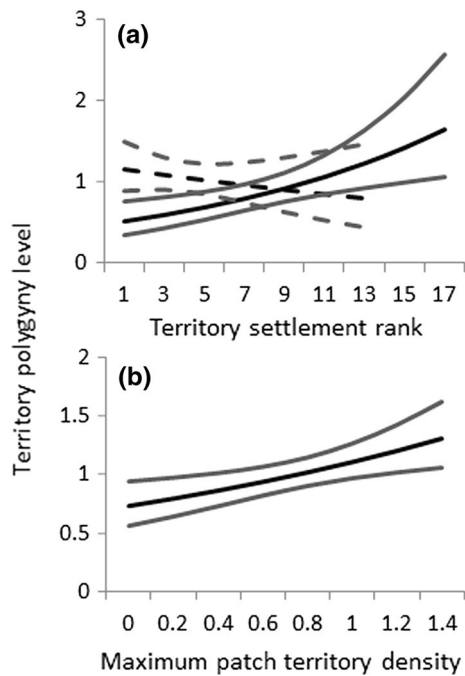 (a)
3
2
1
0
1 3 5 7 9 11 13 15 17
Territory settlement rank
Territory polygyny level
(b)
2
1.5
1
0.5
0
0 0.2 0.4 0.6 0.8 1 1.2 1.4
Maximum patch territory density